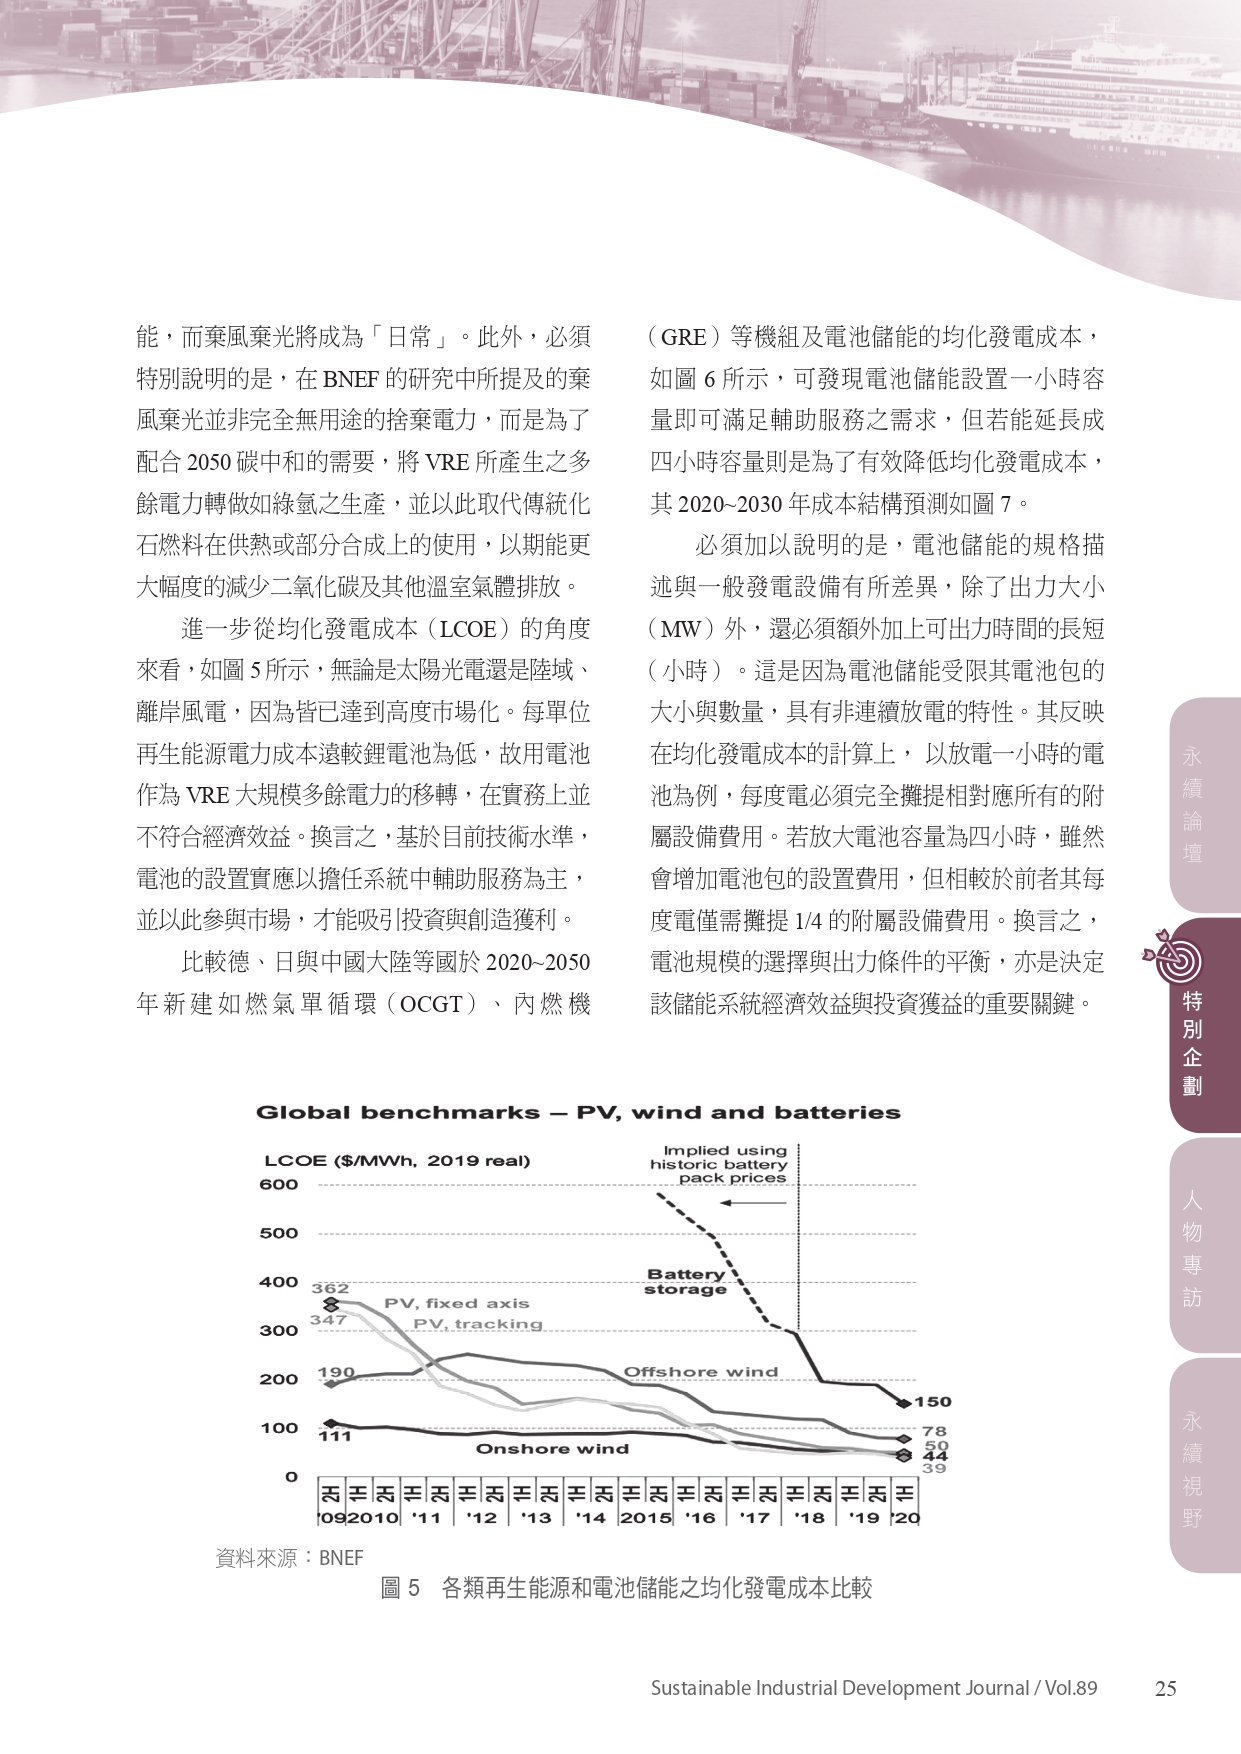 能，而棄風棄光將成為「日常」。此外，必須
特別說明的是，在 BNEF 的研究中所提及的棄
風棄光並非完全無用途的捨棄電力，而是為了
配合 2050 碳中和的需要，將 VRE 所產生之多
餘電力轉做如綠氫之生產，並以此取代傳統化
石燃料在供熱或部分合成上的使用，以期能更
大幅度的減少二氧化碳及其他溫室氣體排放。
進一步從均化發電成本（LCOE）的角度
來看，如圖 5 所示，無論是太陽光電還是陸域、
離岸風電，因為皆已達到高度市場化。每單位
再生能源電力成本遠較鋰電池為低，故用電池
作為 VRE 大規模多餘電力的移轉，在實務上並
不符合經濟效益。換言之，基於目前技術水準，
電池的設置實應以擔任系統中輔助服務為主，
並以此參與市場，才能吸引投資與創造獲利。
比較德、日與中國大陸等國於 2020~2050
年新建如燃氣單循環（OCGT）、內燃機
（GRE）等機組及電池儲能的均化發電成本，
如圖 6 所示，可發現電池儲能設置一小時容
量即可滿足輔助服務之需求，但若能延長成
四小時容量則是為了有效降低均化發電成本，
其 2020~2030 年成本結構預測如圖 7。
必須加以說明的是，電池儲能的規格描
述與一般發電設備有所差異，除了出力大小
（MW）外，還必須額外加上可出力時間的長短
（小時）。這是因為電池儲能受限其電池包的
大小與數量，具有非連續放電的特性。其反映
在均化發電成本的計算上， 以放電一小時的電
池為例，每度電必須完全攤提相對應所有的附
屬設備費用。若放大電池容量為四小時，雖然
會增加電池包的設置費用，但相較於前者其每
度電僅需攤提 1/4 的附屬設備費用。換言之，
電池規模的選擇與出力條件的平衡，亦是決定
該儲能系統經濟效益與投資獲益的重要關鍵。
永續論壇
特別企劃
人物專訪
永續視野
Global benchmarks – PV, wind and batteries
LCOE ($/MWh, 2019 real)
Implied using
historic battery
pack prices
600
500
400
300
200
100
0
362
347
190
111
PV, fixed axis
PV, tracking
Battery
storage
Offshore wind
Onshore wind
150
78
50
44
39
2H 1H 2H 1H 2H 1H 2H 1H 2H 1H 2H 1H 2H 1H 2H 1H 2H 1H 2H 1H 2H 1H
'09 2010 '11 '12 '13 '14 2015 '16 '17 '18 '19 '20
資料來源：BNEF
圖 5 各類再生能源和電池儲能之均化發電成本比較
Sustainable Industrial Development Journal / Vol.89 25